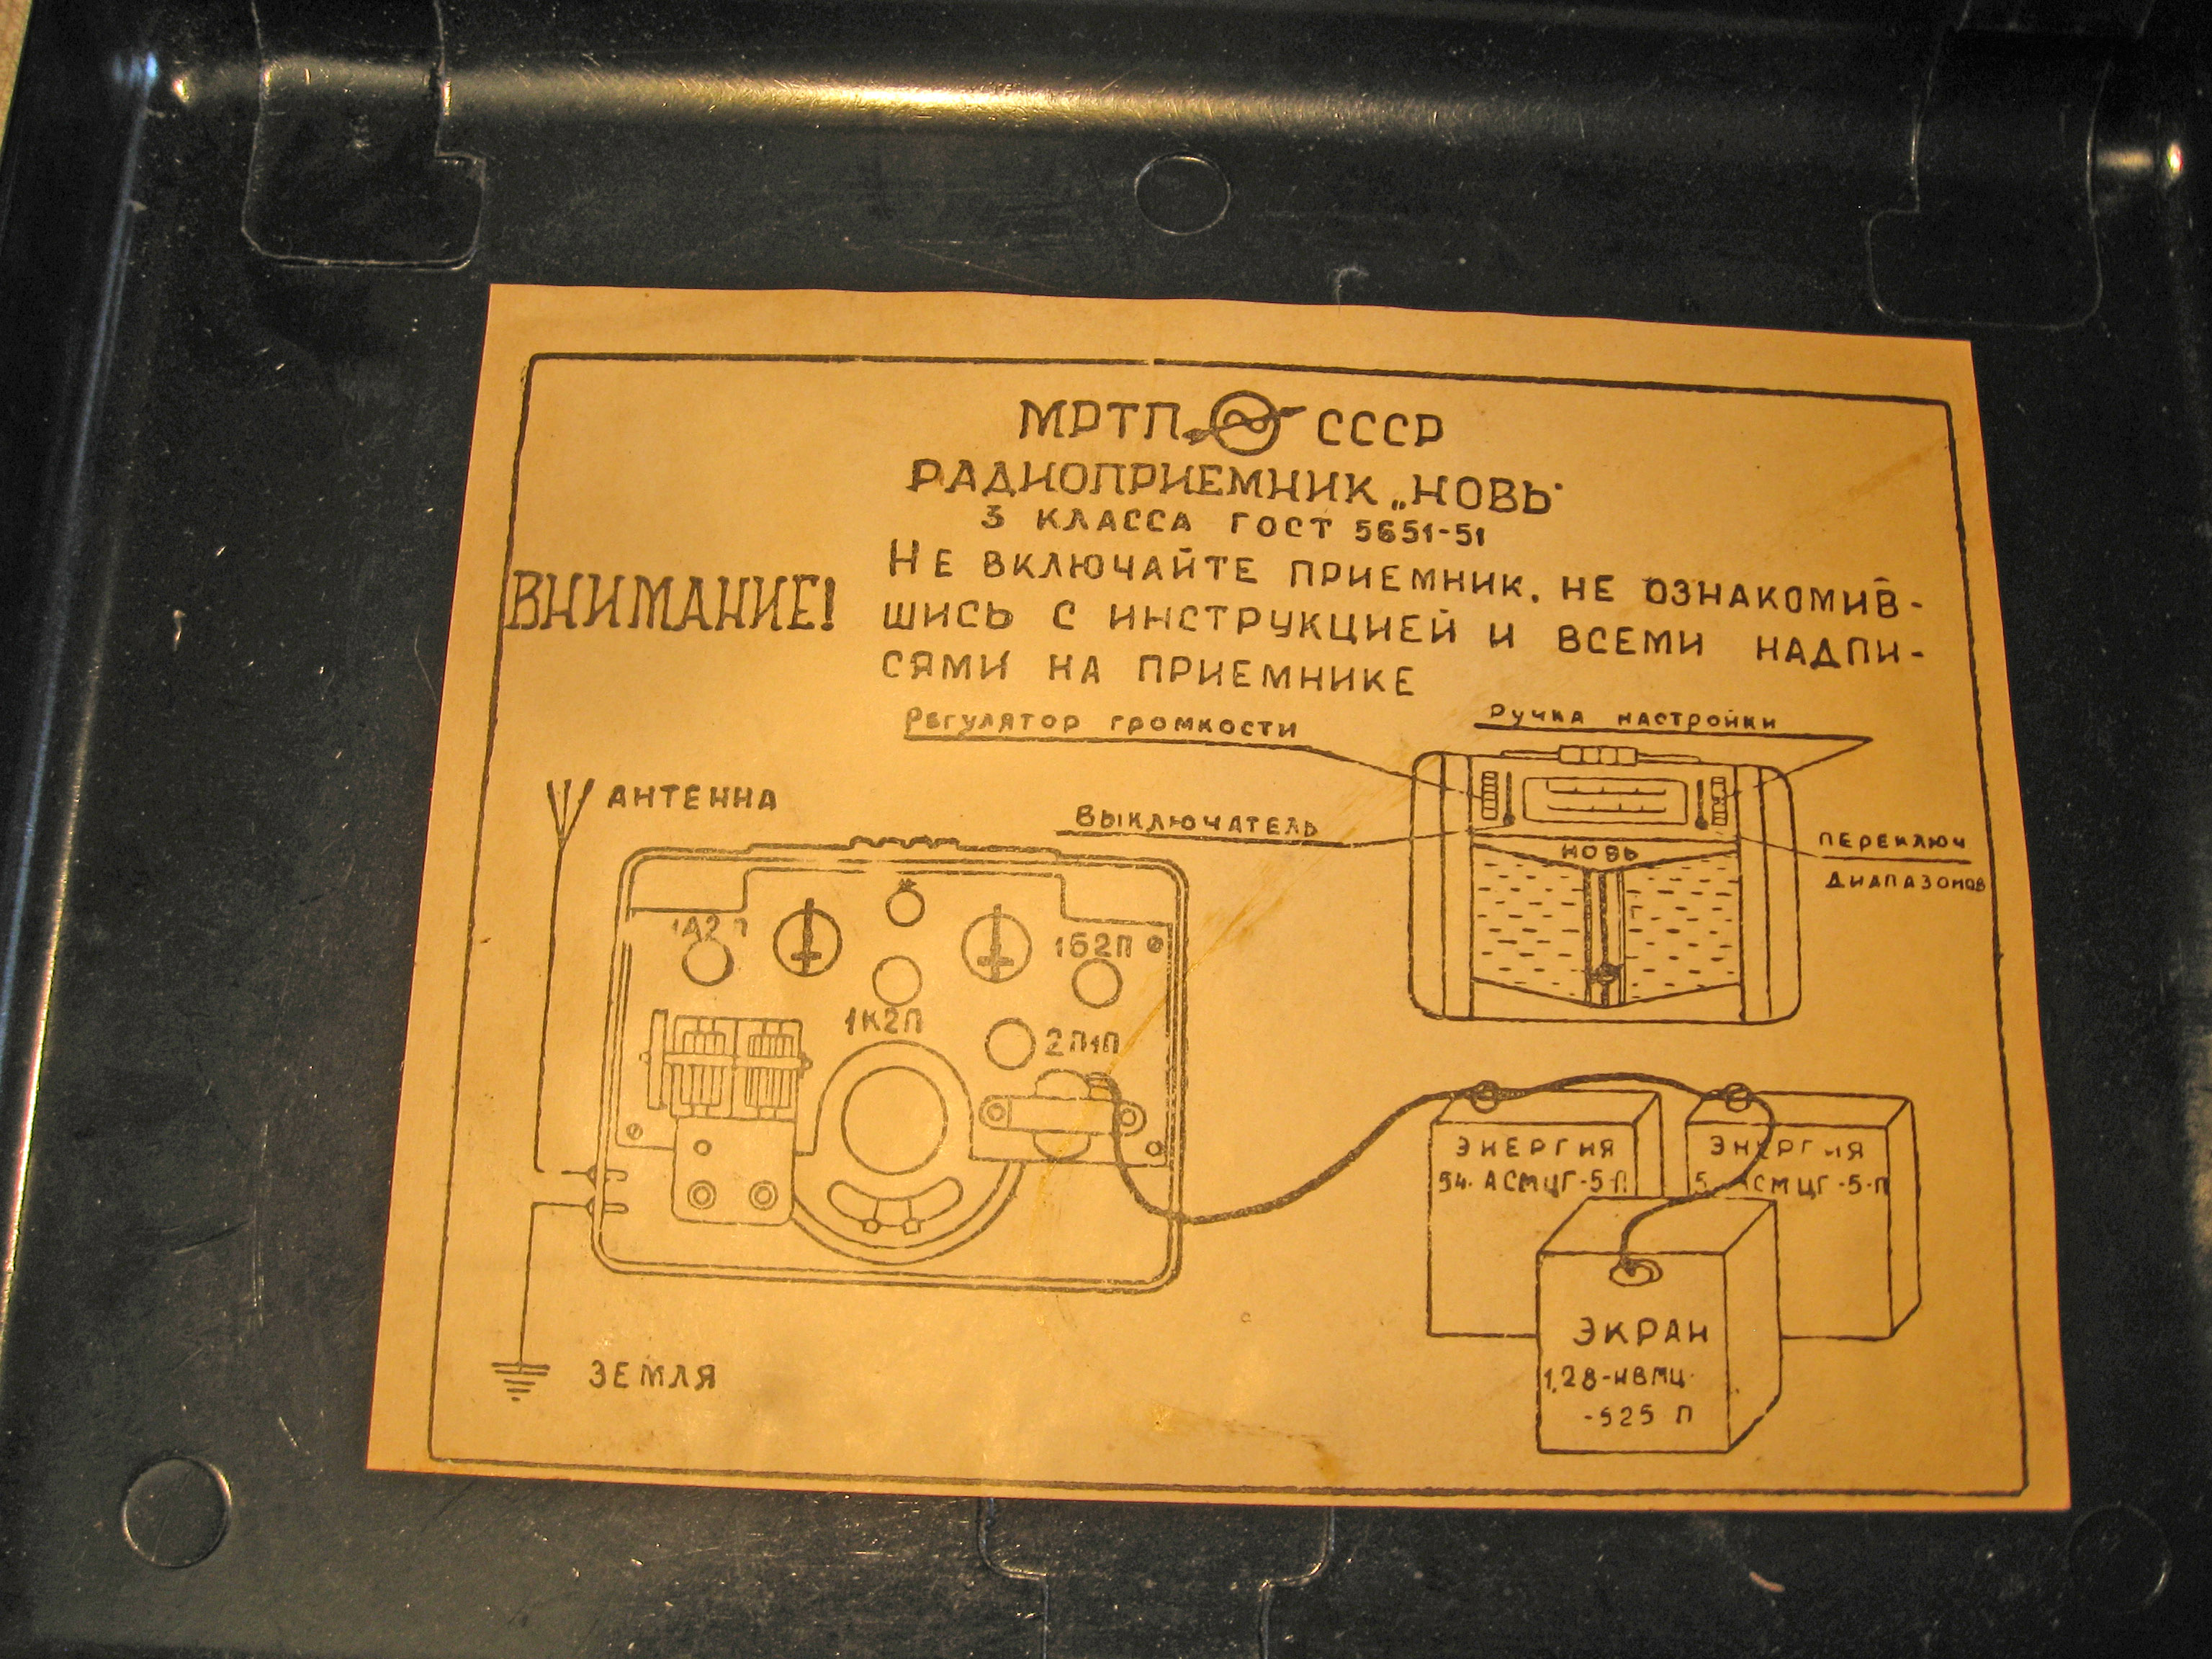 МРТП СССР
РАДИОПРИЕМНИК „НОВЬ"
3 КЛАССА ГОСТ 5651-51
ВНИМАНИЕ!
НЕ ВКЛЮЧАЙТЕ ПРИЕМНИК, НЕ ОЗНАКОМИВ-
ШИСЬ С ИНСТРУКЦИЕЙ И ВСЕМИ НАДПИ-
СЯМИ НА ПРИЕМНИКЕ
РЕГУЛЯТОР ГРОМКОСТИ
РУЧКА НАСТРОЙКИ
АНТЕННА
ВЫКЛЮЧАТЕЛЬ
ПЕРЕКЛЮЧ
ДИАПАЗОНОВ
НОВЬ
1А2П
1Б2П
1К2П
2П1П
ЭНЕРГИЯ
54. АСМЦГ-5-П
ЭНЕРГИЯ
АСМЦГ-5-П
ЭКРАН
1,28-НВМЦ-
-525 П
ЗЕМЛЯ